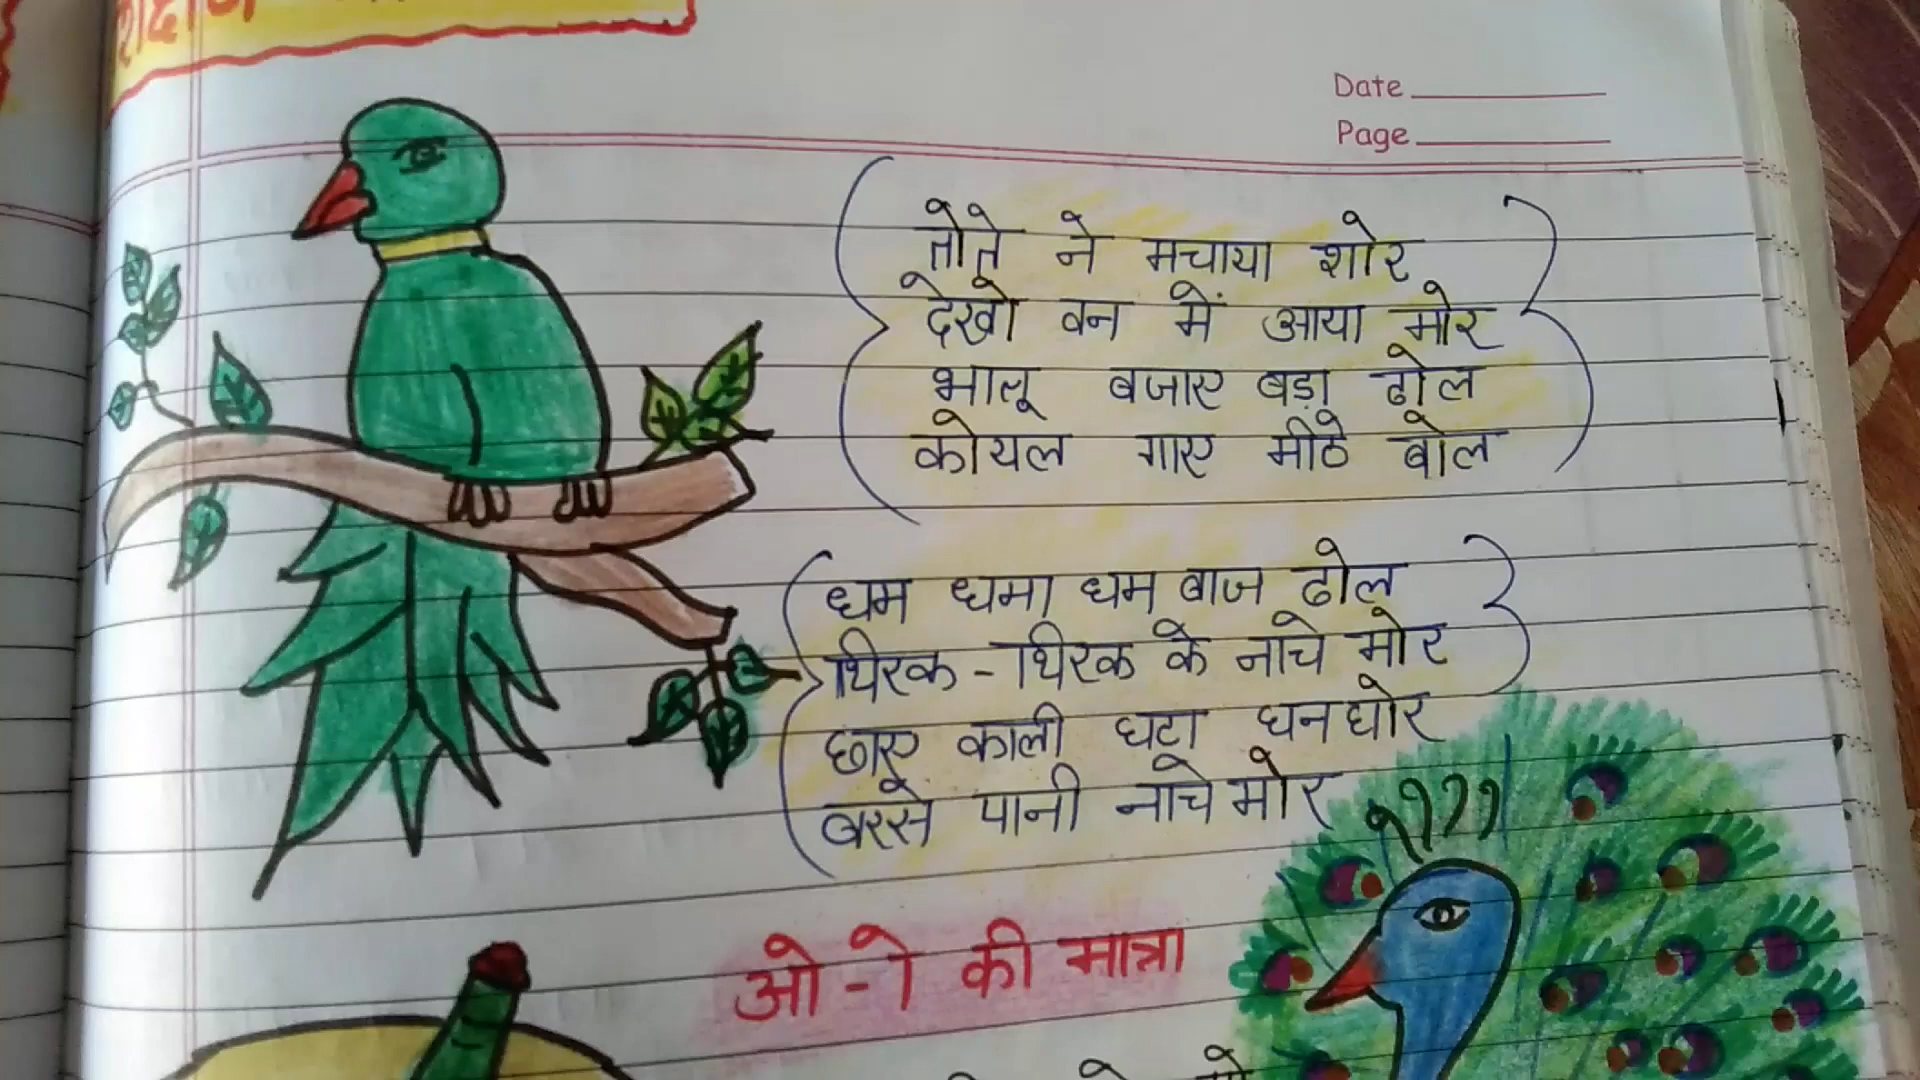 Date
Page
तोते ने मचाया शोर
देखो वन में आया मोर
भालू बजाए बड़ा ढोल
कोयल गाए मीठे बोल
धम धमा धम बाज ढोल
थिरक - थिरक के नाचे मोर
छाए काली घटा घनघोर
बरसे पानी नाचे मोर
ओ - ो की मात्रा